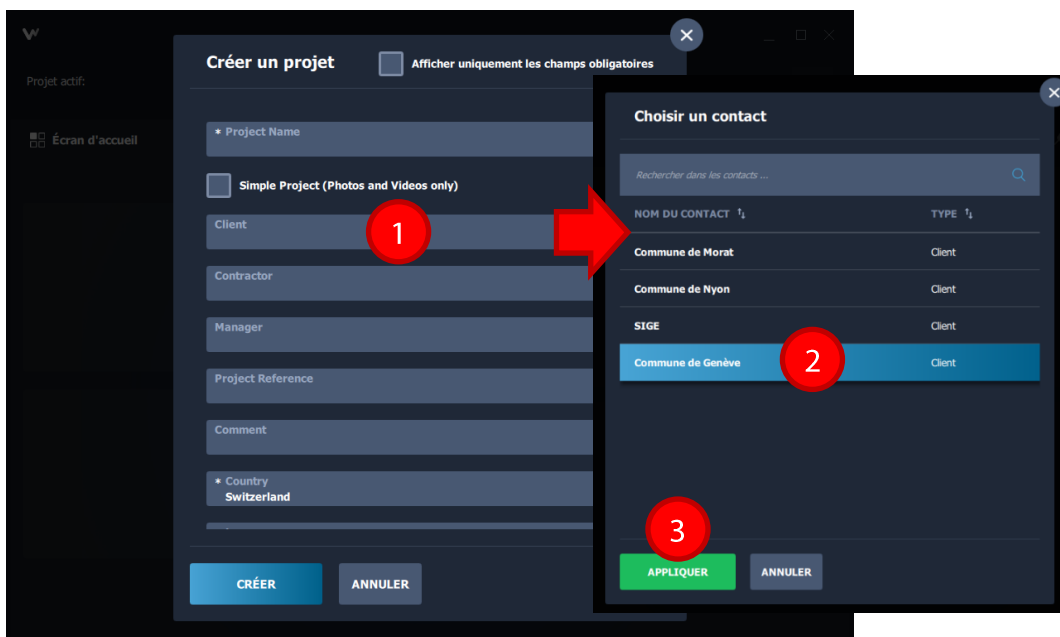 Projet actif:
Écran d'accueil
Créer un projet
Afficher uniquement les champs obligatoires
* Project Name
Simple Project (Photos and Videos only)
Client
1
Contractor
Manager
Project Reference
Comment
* Country
Switzerland
CRÉER
ANNULER
Choisir un contact
Rechercher dans les contacts ...
NOM DU CONTACT TYPE
Commune de Morat Client
Commune de Nyon Client
SIGE Client
Commune de Genève 2 Client
3
APPLIQUER ANNULER